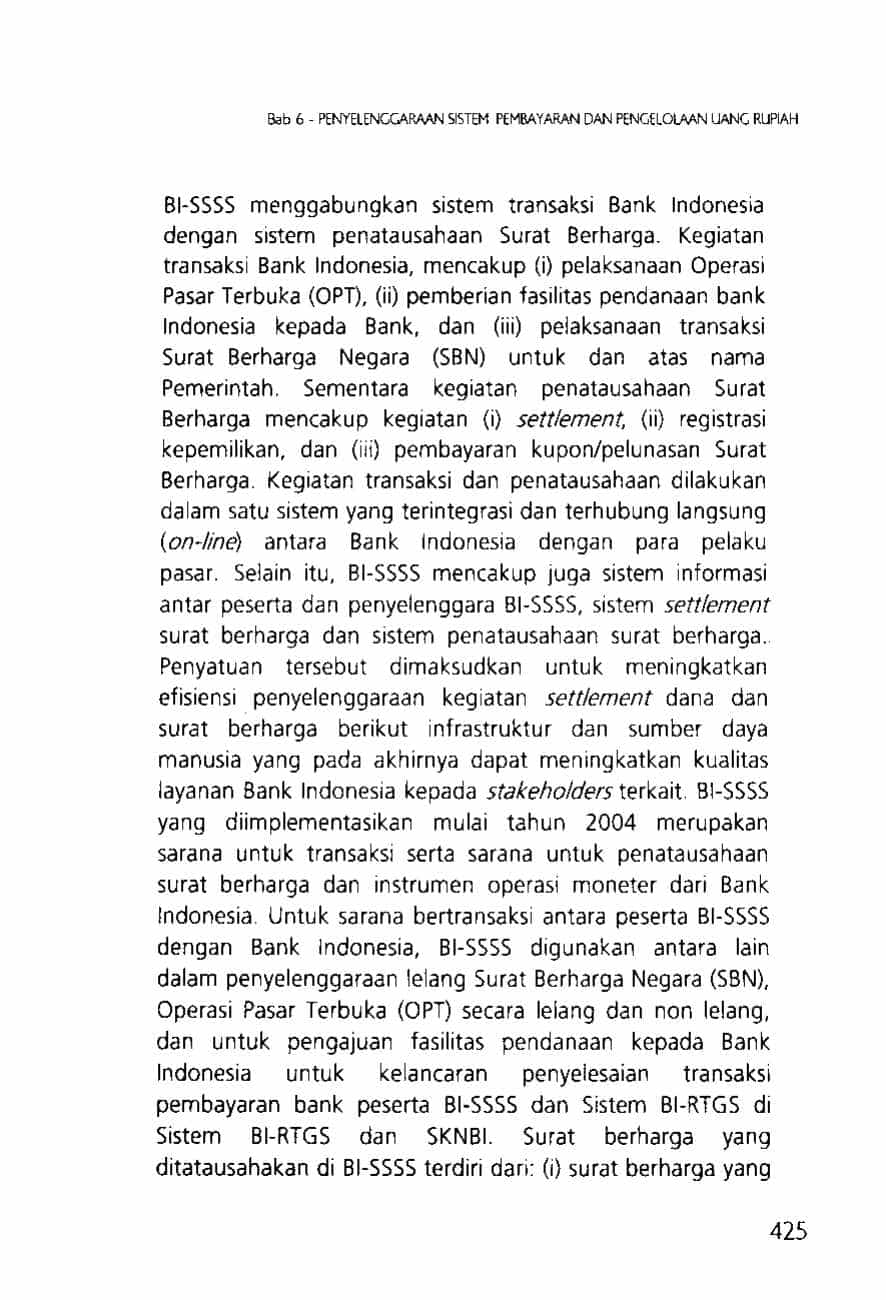 Bab 6 - PENYELENGGARAAN SISTEM PEMBAYARAN DAN PENGELOLAAN UANG RUPIAH
BI-SSSS menggabungkan sistem transaksi Bank Indonesia
dengan sistem penatausahaan Surat Berharga. Kegiatan
transaksi Bank Indonesia, mencakup (i) pelaksanaan Operasi
Pasar Terbuka (OPT), (ii) pemberian fasilitas pendanaan bank
Indonesia kepada Bank, dan (iii) pelaksanaan transaksi
Surat Berharga Negara (SBN) untuk dan atas nama
Pemerintah. Sementara kegiatan penatausahaan Surat
Berharga mencakup kegiatan (i) settlement, (ii) registrasi
kepemilikan, dan (iii) pembayaran kupon/pelunasan Surat
Berharga. Kegiatan transaksi dan penatausahaan dilakukan
dalam satu sistem yang terintegrasi dan terhubung langsung
(on-line) antara Bank Indonesia dengan para pelaku
pasar. Selain itu, BI-SSSS mencakup juga sistem informasi
antar peserta dan penyelenggara BI-SSSS, sistem settlement
surat berharga dan sistem penatausahaan surat berharga.
Penyatuan tersebut dimaksudkan untuk meningkatkan
efisiensi penyelenggaraan kegiatan settlement dana dan
surat berharga berikut infrastruktur dan sumber daya
manusia yang pada akhirnya dapat meningkatkan kualitas
layanan Bank Indonesia kepada stakeholders terkait. BI-SSSS
yang diimplementasikan mulai tahun 2004 merupakan
sarana untuk transaksi serta sarana untuk penatausahaan
surat berharga dan instrumen operasi moneter dari Bank
Indonesia. Untuk sarana bertransaksi antara peserta BI-SSSS
dengan Bank Indonesia, BI-SSSS digunakan antara lain
dalam penyelenggaraan lelang Surat Berharga Negara (SBN),
Operasi Pasar Terbuka (OPT) secara lelang dan non lelang,
dan untuk pengajuan fasilitas pendanaan kepada Bank
Indonesia untuk kelancaran penyelesaian transaksi
pembayaran bank peserta BI-SSSS dan Sistem BI-RTGS di
Sistem BI-RTGS dan SKNBI. Surat berharga yang
ditatausahakan di BI-SSSS terdiri dari: (i) surat berharga yang
425